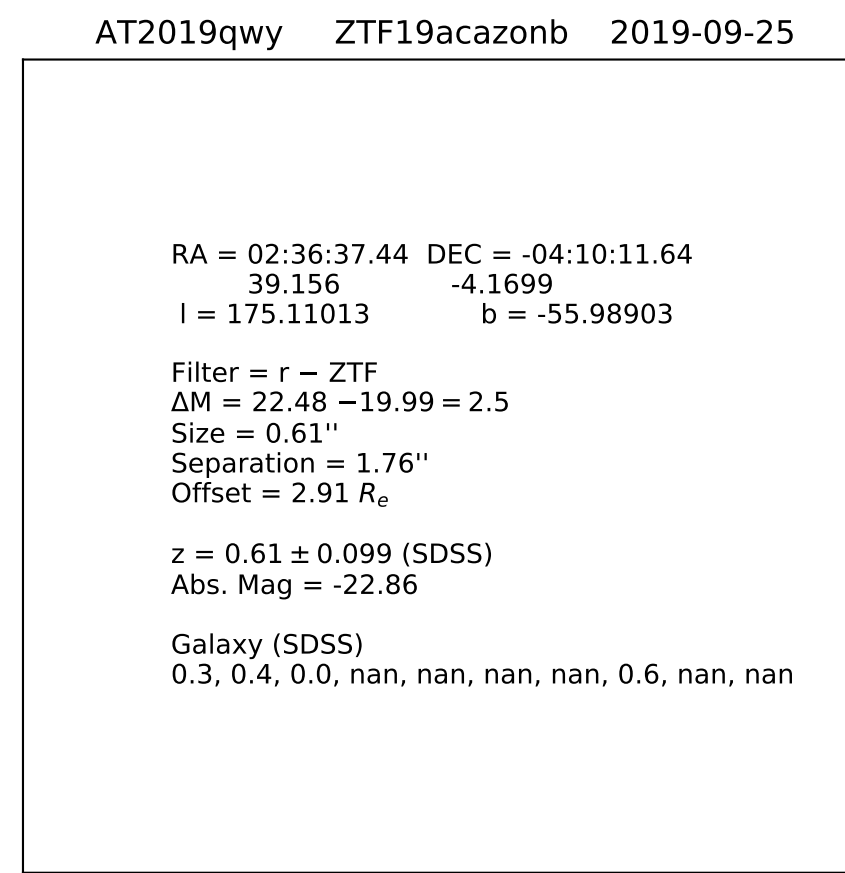 AT2019qwy ZTF19acazonb 2019-09-25
RA = 02:36:37.44 DEC = -04:10:11.64
39.156 -4.1699
l = 175.11013 b = -55.98903
Filter = r − ZTF
ΔM = 22.48 −19.99 = 2.5
Size = 0.61''
Separation = 1.76''
Offset = 2.91 Rₑ
z = 0.61 ± 0.099 (SDSS)
Abs. Mag = -22.86
Galaxy (SDSS)
0.3, 0.4, 0.0, nan, nan, nan, nan, 0.6, nan, nan